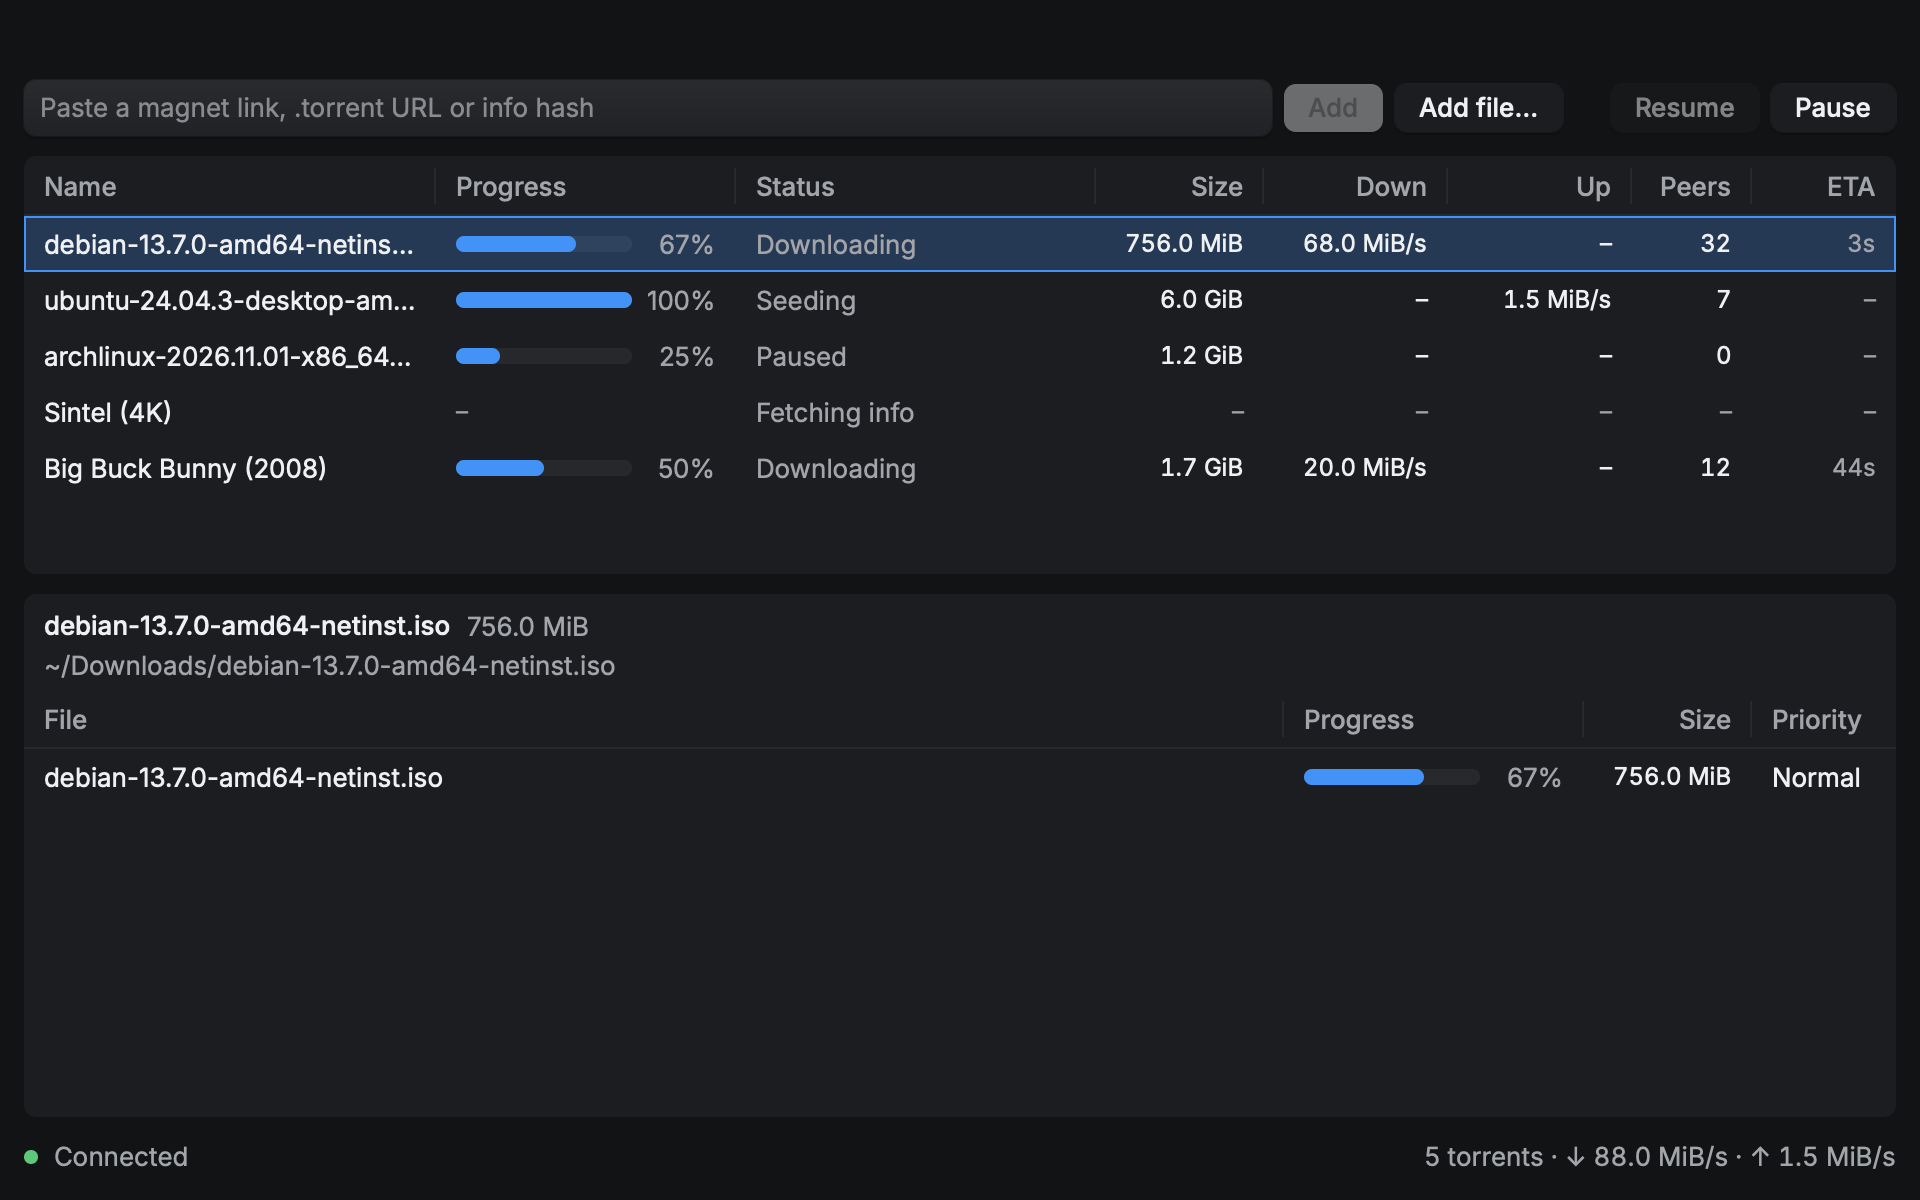 Paste a magnet link, .torrent URL or info hash Add Add file... Resume Pause
Name Progress Status Size Down Up Peers ETA
debian-13.7.0-amd64-netins... 67% Downloading 756.0 MiB 68.0 MiB/s – 32 3s
ubuntu-24.04.3-desktop-am... 100% Seeding 6.0 GiB – 1.5 MiB/s 7 –
archlinux-2026.11.01-x86_64... 25% Paused 1.2 GiB – – 0 –
Sintel (4K) – Fetching info – – – – –
Big Buck Bunny (2008) 50% Downloading 1.7 GiB 20.0 MiB/s – 12 44s
debian-13.7.0-amd64-netinst.iso 756.0 MiB
~/Downloads/debian-13.7.0-amd64-netinst.iso
File Progress Size Priority
debian-13.7.0-amd64-netinst.iso 67% 756.0 MiB Normal
Connected 5 torrents · ↓ 88.0 MiB/s · ↑ 1.5 MiB/s